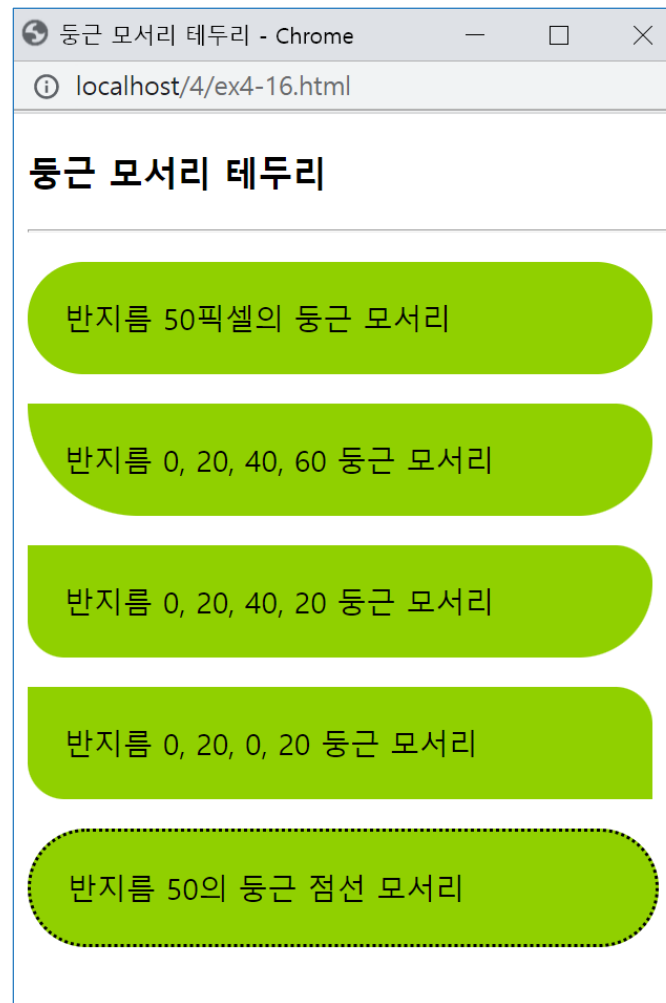 둥근 모서리 테두리 - Chrome
localhost/4/ex4-16.html
둥근 모서리 테두리
반지름 50픽셀의 둥근 모서리
반지름 0, 20, 40, 60 둥근 모서리
반지름 0, 20, 40, 20 둥근 모서리
반지름 0, 20, 0, 20 둥근 모서리
반지름 50의 둥근 점선 모서리